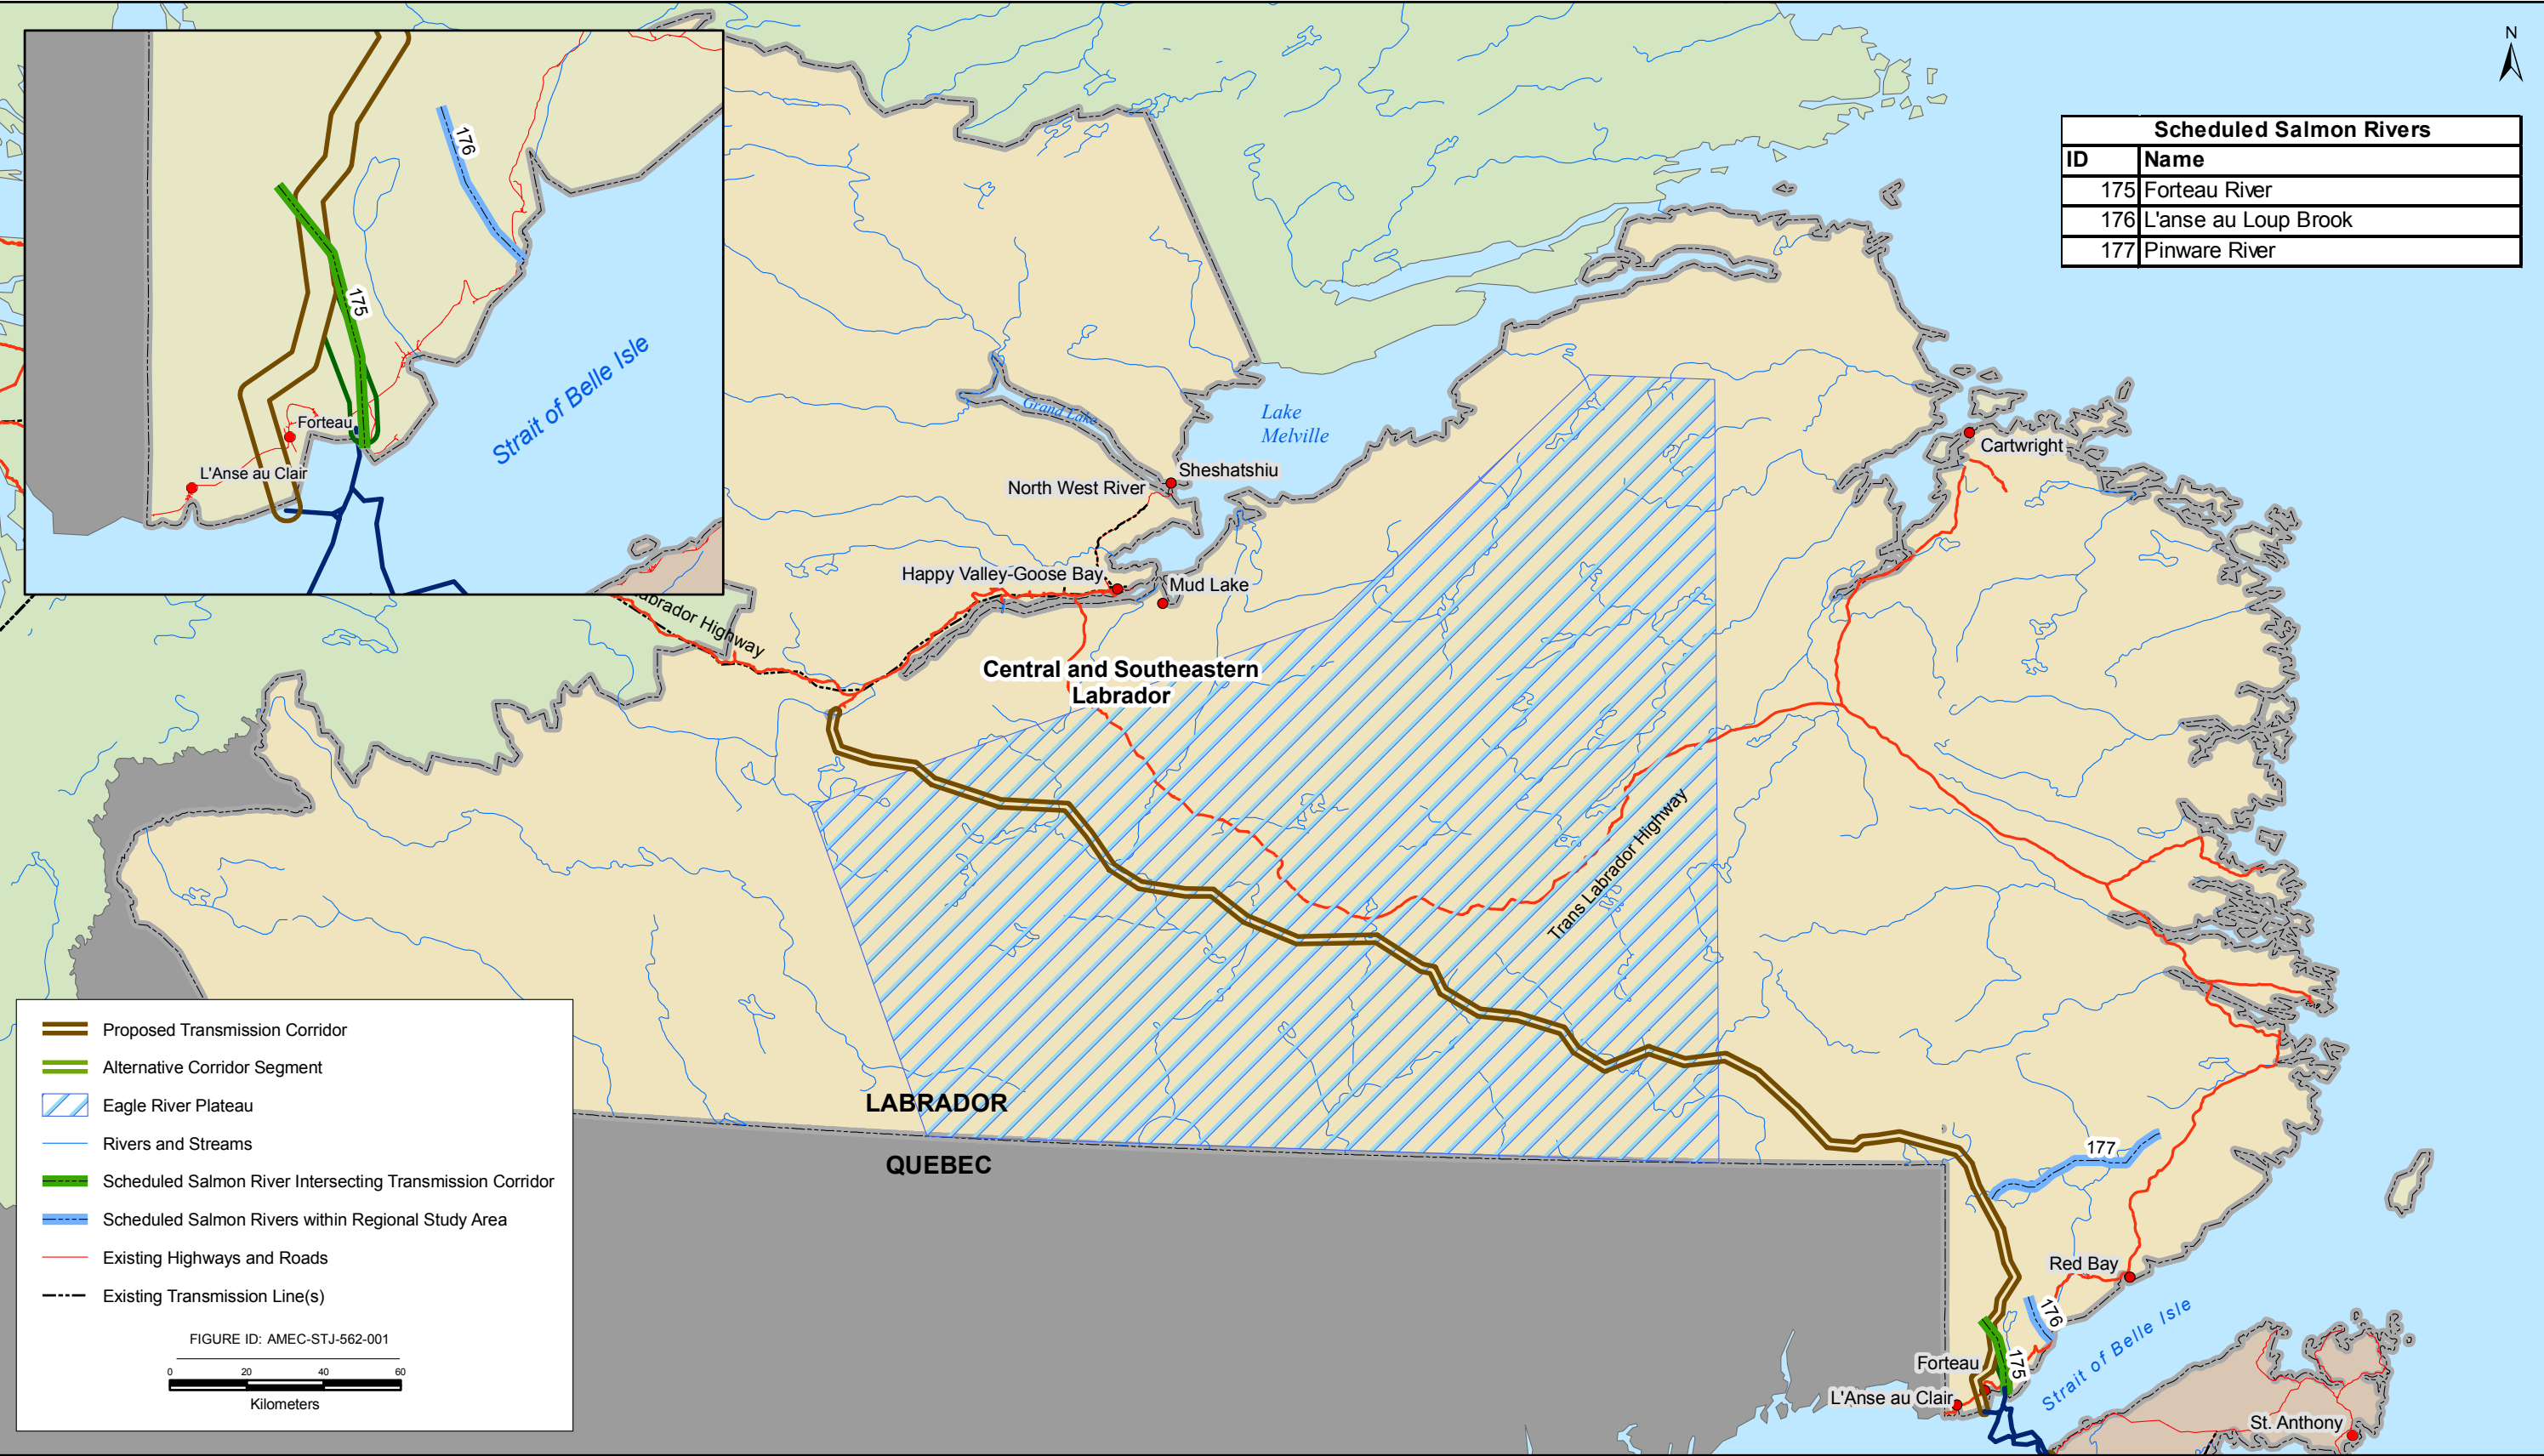 N
Scheduled Salmon Rivers
ID Name
175 Forteau River
176 L'anse au Loup Brook
177 Pinware River
176
175
Strait of Belle Isle
Forteau
L'Anse au Clair
Grand Lake
Lake
Melville
Sheshatshiu
North West River
Cartwright
Happy Valley-Goose Bay
Mud Lake
Labrador Highway
Central and Southeastern
Labrador
Trans Labrador Highway
LABRADOR
QUEBEC
177
Red Bay
176
175
Forteau
L'Anse au Clair
Strait of Belle Isle
St. Anthony
Proposed Transmission Corridor
Alternative Corridor Segment
Eagle River Plateau
Rivers and Streams
Scheduled Salmon River Intersecting Transmission Corridor
Scheduled Salmon Rivers within Regional Study Area
Existing Highways and Roads
Existing Transmission Line(s)
FIGURE ID: AMEC-STJ-562-001
0 20 40 60
Kilometers